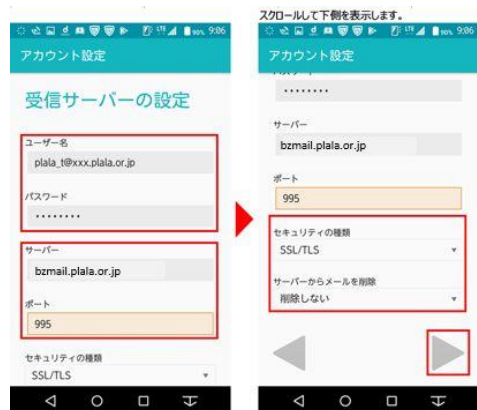 90% 9:06
アカウント設定
受信サーバーの設定
ユーザー名
plala_t@xxx.plala.or.jp
パスワード
••••••••
サーバー
bzmail.plala.or.jp
ポート
995
セキュリティの種類
SSL/TLS
スクロールして下側を表示します。
90% 9:06
アカウント設定
••••••••
サーバー
bzmail.plala.or.jp
ポート
995
セキュリティの種類
SSL/TLS
サーバーからメールを削除
削除しない